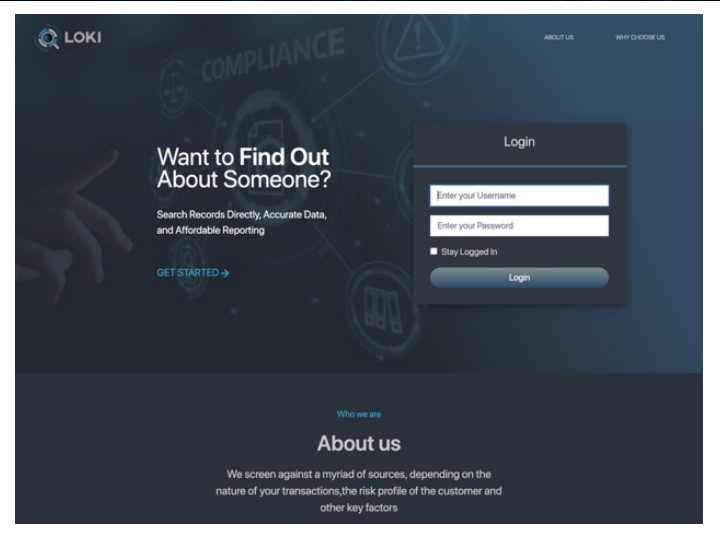 LOKI
ABOUT US
WHY CHOOSE US
COMPLIANCE
Want to Find Out
About Someone?
Search Records Directly, Accurate Data,
and Affordable Reporting
GET STARTED →
Login
Enter your Username
Enter your Password
Stay Logged In
Login
Who we are
About us
We screen against a myriad of sources, depending on the
nature of your transactions,the risk profile of the customer and
other key factors